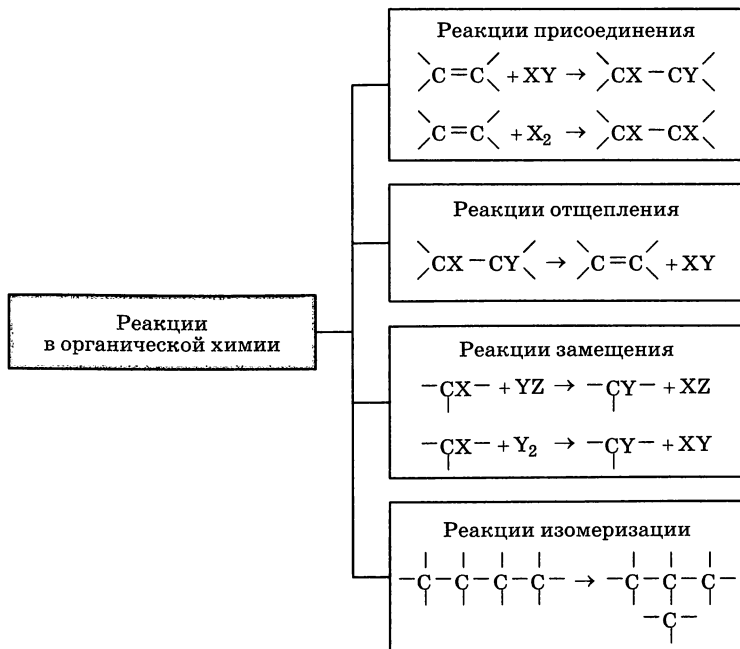 Реакции присоединения
C=C + XY → CX – CY
C=C + X₂ → CX – CX
Реакции отщепления
CX – CY → C=C + XY
Реакции
в органической химии
Реакции замещения
–CX– + YZ → –CY– + XZ
–CX– + Y₂ → –CY– + XY
Реакции изомеризации
–C–C–C–C– → –C–C–C–
–C–